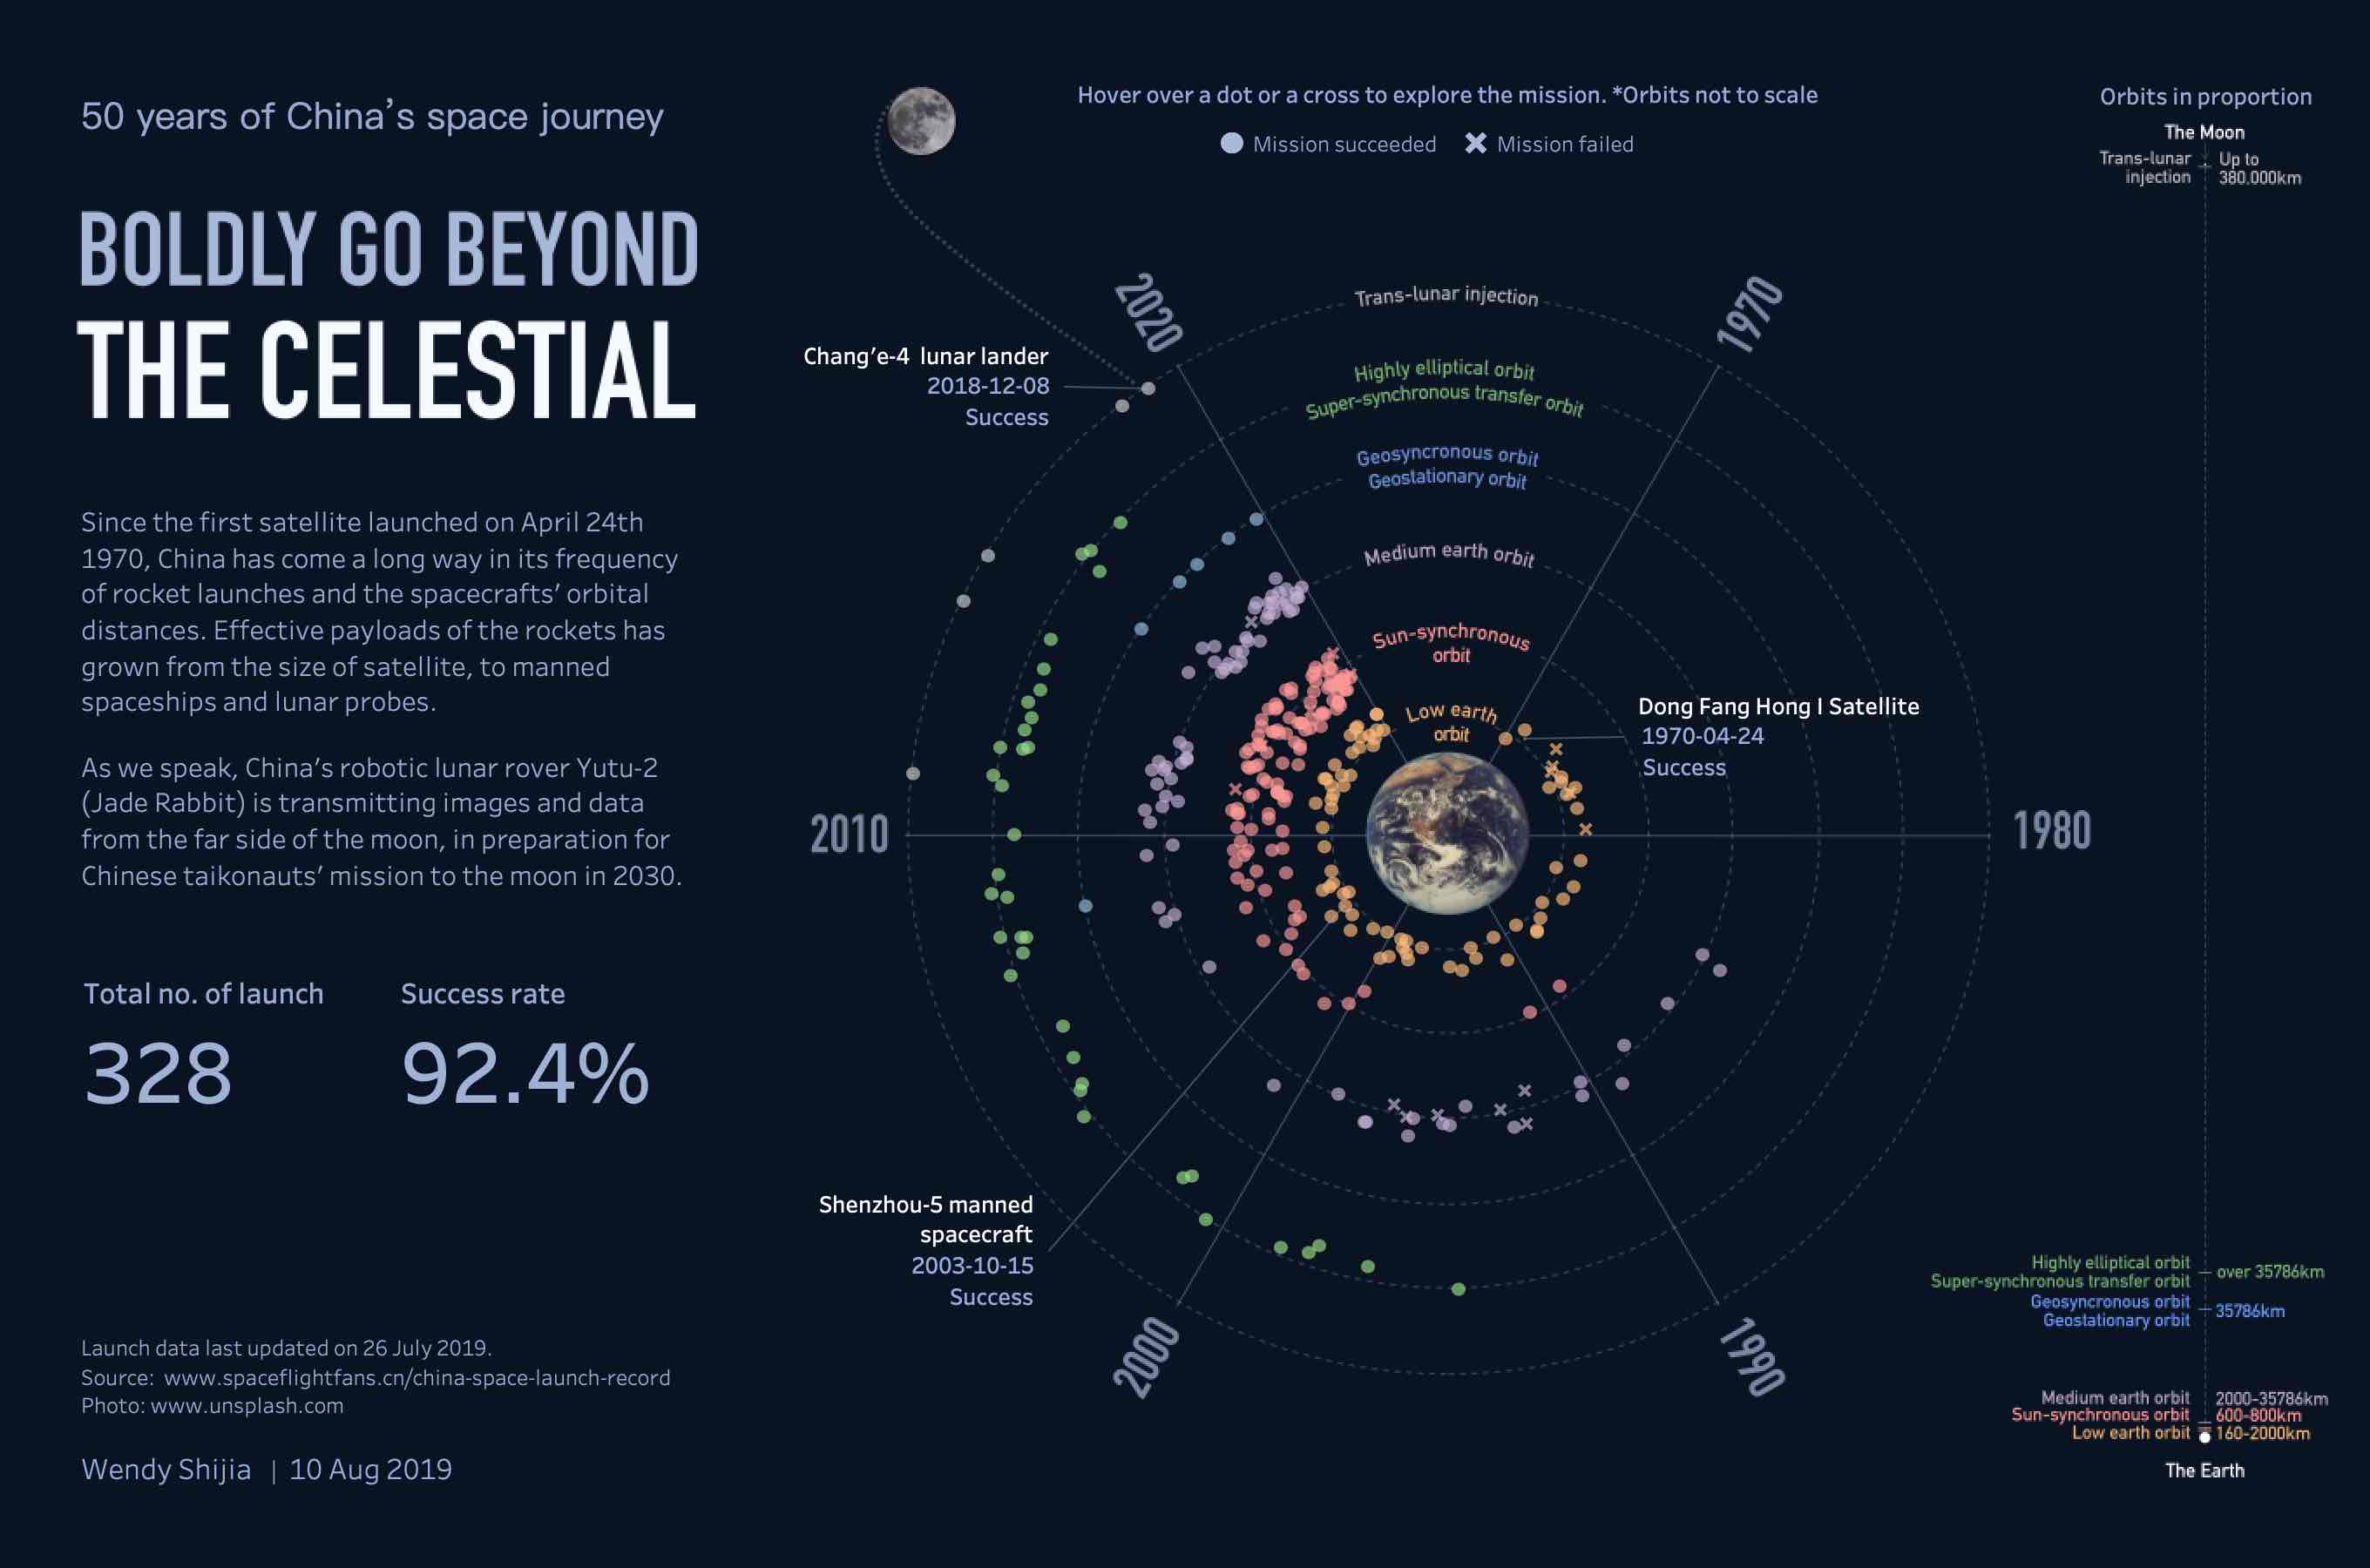 50 years of China's space journey
BOLDLY GO BEYOND
THE CELESTIAL
Since the first satellite launched on April 24th
1970, China has come a long way in its frequency
of rocket launches and the spacecrafts' orbital
distances. Effective payloads of the rockets has
grown from the size of satellite, to manned
spaceships and lunar probes.
As we speak, China's robotic lunar rover Yutu-2
(Jade Rabbit) is transmitting images and data
from the far side of the moon, in preparation for
Chinese taikonauts' mission to the moon in 2030.
Total no. of launch
328
Success rate
92.4%
Launch data last updated on 26 July 2019.
Source: www.spaceflightfans.cn/china-space-launch-record
Photo: www.unsplash.com
Wendy Shijia | 10 Aug 2019
Hover over a dot or a cross to explore the mission. *Orbits not to scale
Mission succeeded
Mission failed
2020
1970
Trans-lunar injection
Chang'e-4 lunar lander
2018-12-08
Success
Highly elliptical orbit
Super-synchronous transfer orbit
Geosyncronous orbit
Geostationary orbit
Medium earth orbit
Sun-synchronous
orbit
Low earth
orbit
Dong Fang Hong I Satellite
1970-04-24
Success
2010
1980
Shenzhou-5 manned
spacecraft
2003-10-15
Success
2000
1990
Orbits in proportion
The Moon
Trans-lunar
injection
Up to
380.000km
Highly elliptical orbit
Super-synchronous transfer orbit
over 35786km
Geosyncronous orbit
Geostationary orbit
35786km
Medium earth orbit
2000-35786km
Sun-synchronous orbit
600-800km
Low earth orbit
160-2000km
The Earth